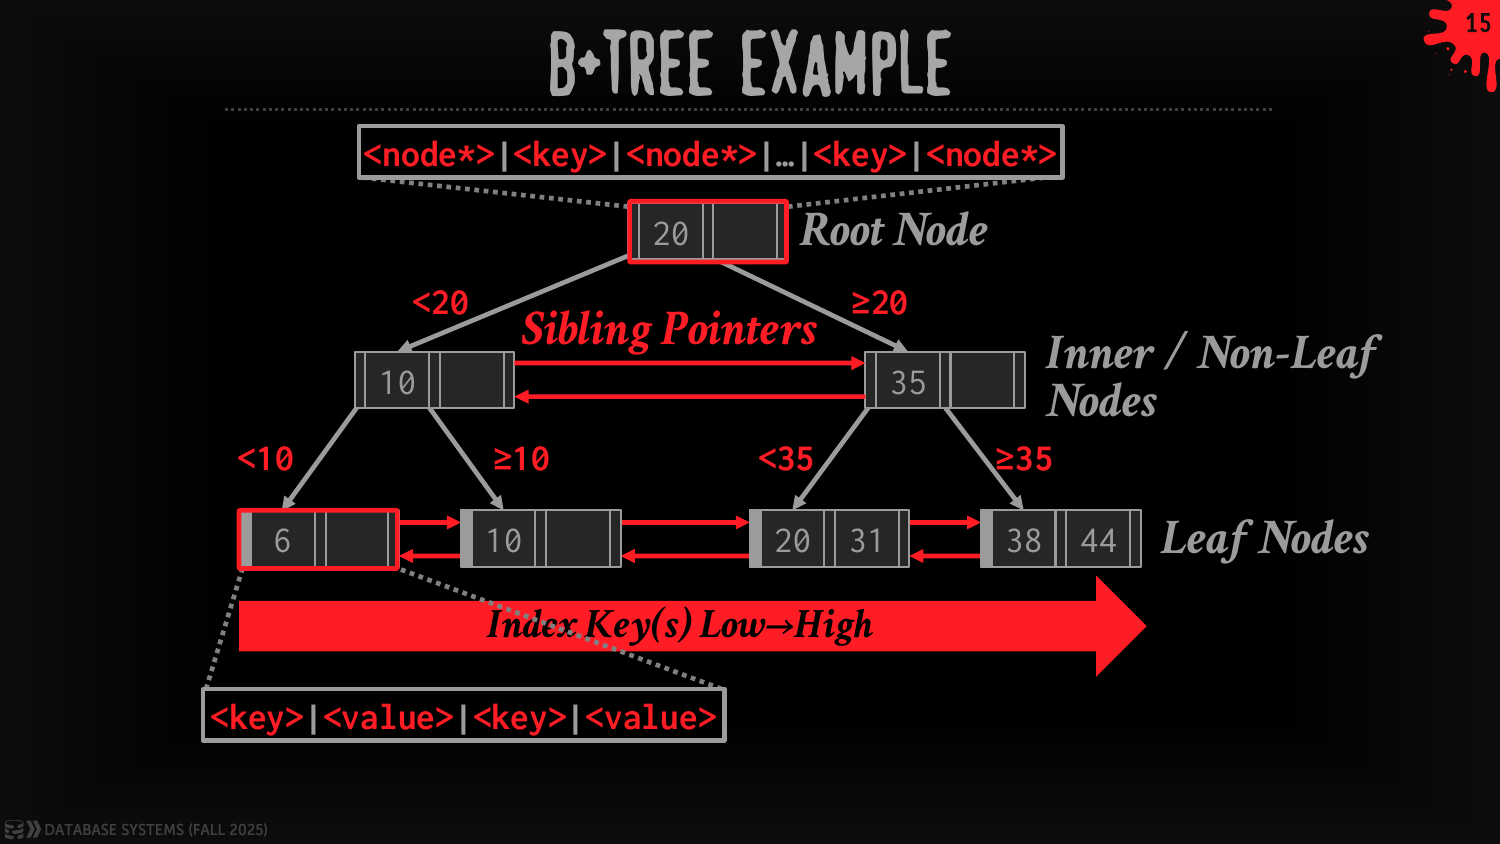 15
B+TREE EXAMPLE
<node*>|<key>|<node*>|…|<key>|<node*>
20
Root Node
<20
≥20
Sibling Pointers
10
35
Inner / Non-Leaf
Nodes
<10
≥10
<35
≥35
6
10
20 31
38 44
Leaf Nodes
Index Key(s) Low→High
<key>|<value>|<key>|<value>
DATABASE SYSTEMS (FALL 2025)